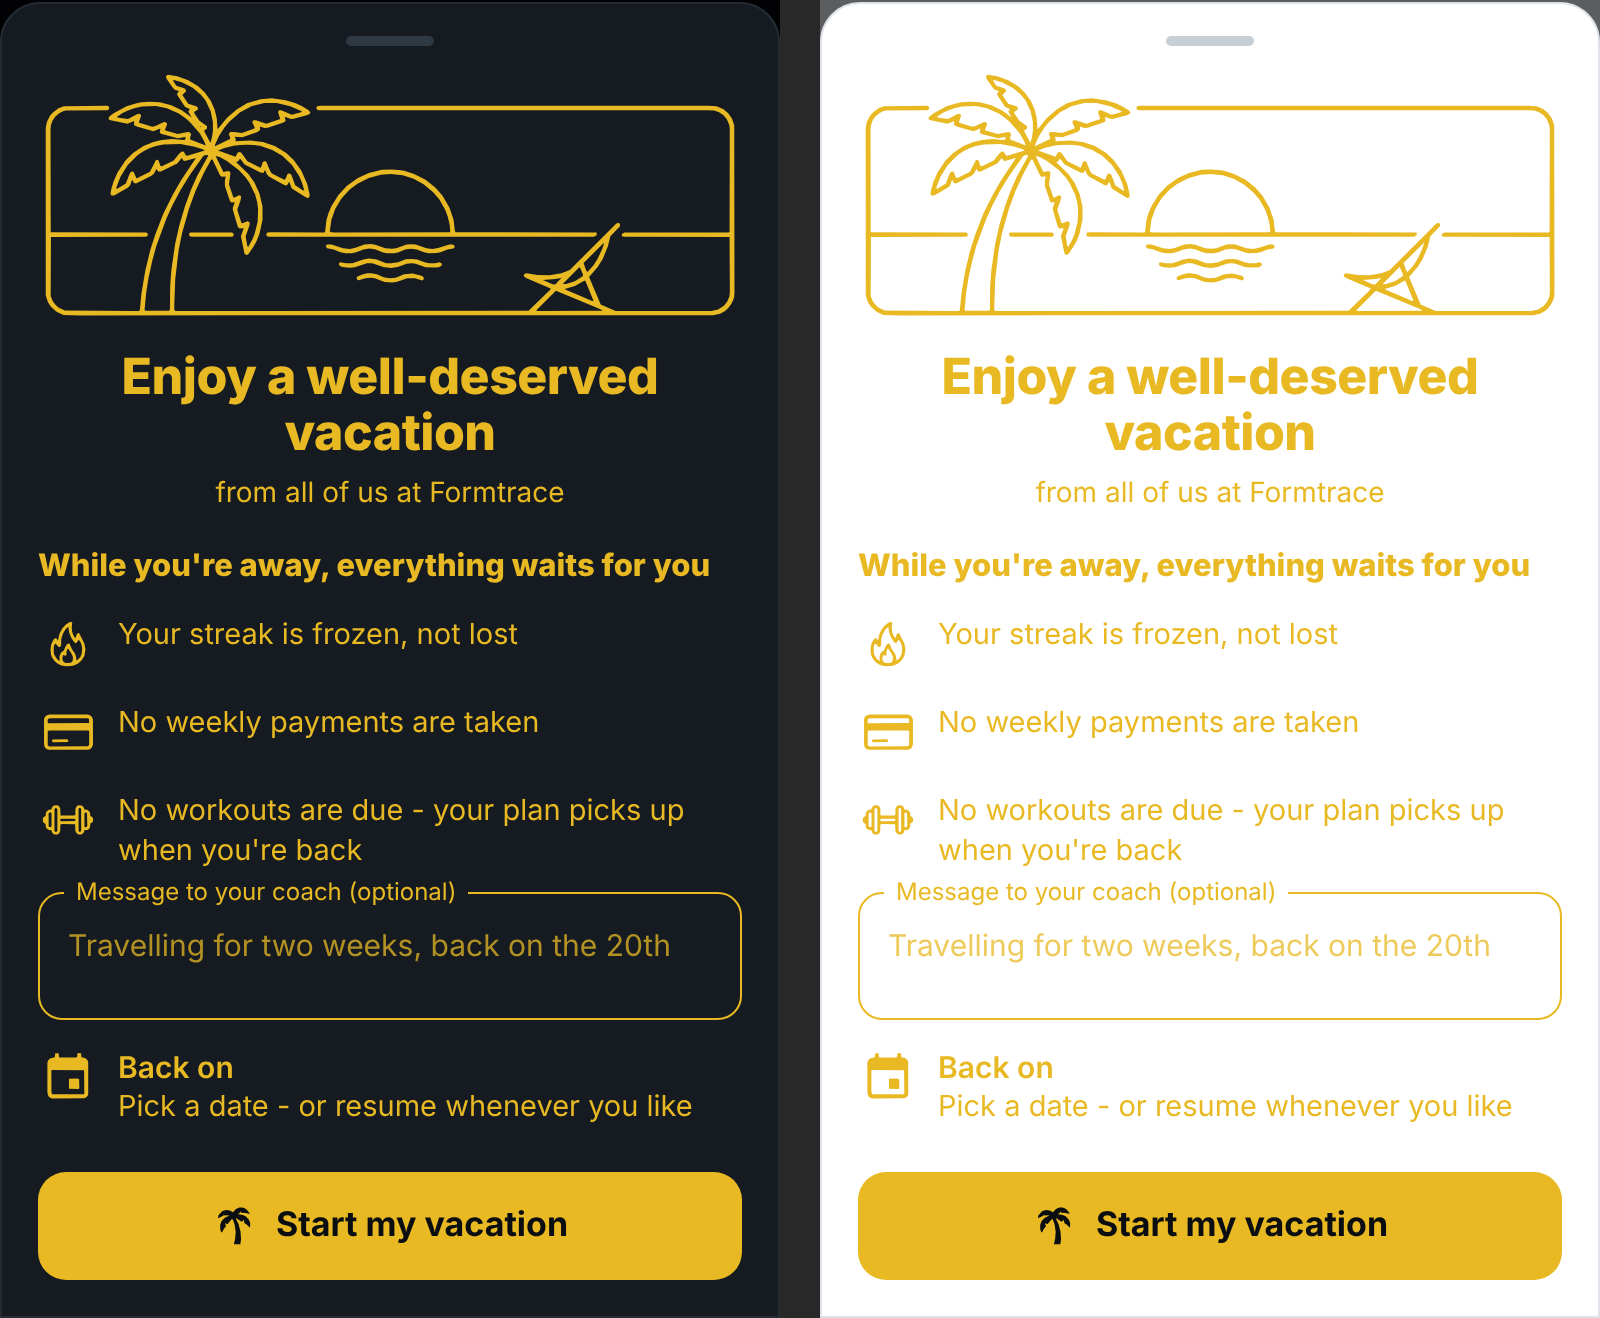 Enjoy a well-deserved
vacation
from all of us at Formtrace
While you're away, everything waits for you
Your streak is frozen, not lost
No weekly payments are taken
No workouts are due - your plan picks up
when you're back
Message to your coach (optional)
Travelling for two weeks, back on the 20th
Back on
Pick a date - or resume whenever you like
Start my vacation
Enjoy a well-deserved
vacation
from all of us at Formtrace
While you're away, everything waits for you
Your streak is frozen, not lost
No weekly payments are taken
No workouts are due - your plan picks up
when you're back
Message to your coach (optional)
Travelling for two weeks, back on the 20th
Back on
Pick a date - or resume whenever you like
Start my vacation